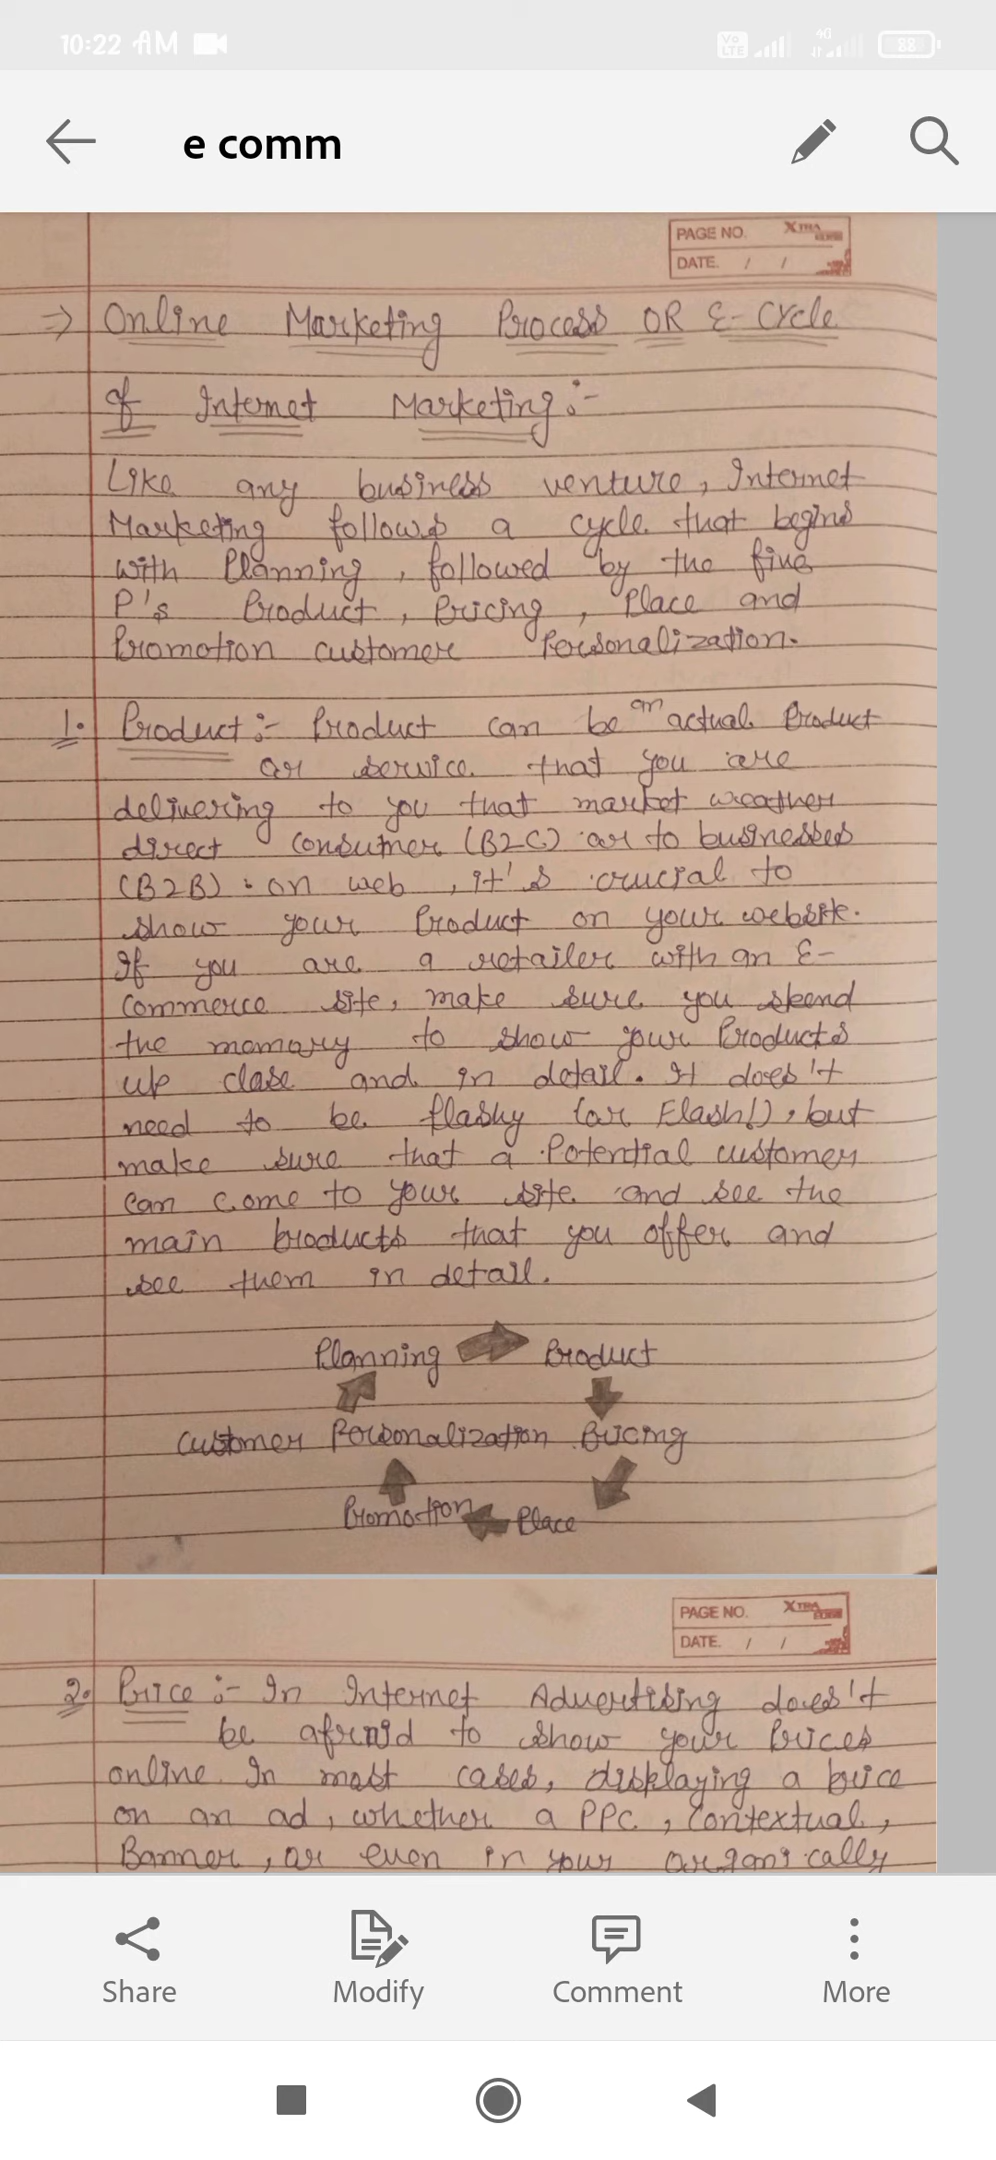 10:22 AM
Vo LTE
4G
88
e comm
PAGE NO.
DATE. / /
XTRA
=> Online Marketing Process OR E-Cycle
of Internet Marketing :-
Like any business venture, Internet
Marketing follows a cycle that begins
with Planning, followed by the five
P's Product, Pricing, Place and
Promotion customer Personalization.
1. Product :- Product can be an actual Product
or service that you are
delivering to you that market weather
direct consumer (B2C) or to businesses
(B2B). on web, it's crucial to
show your Product on your website.
If you are a retailer with an E-
commerce site, make sure you spend
the memory to show your Products
up close and in detail. It does't
need to be flashy (or Flash!), but
make sure that a Potential customer
can come to your site and see the
main products that you offer and
see them in detail.
Planning Product
Customer Personalization Pricing
Promotion Place
PAGE NO.
DATE. / /
XTRA
2. Price :- In Internet Advertising does't
be afraid to show your Prices
online. In most cases, displaying a price
on an ad, whether a PPC, Contextual,
Banner, or even in your organically
Share
Modify
Comment
More